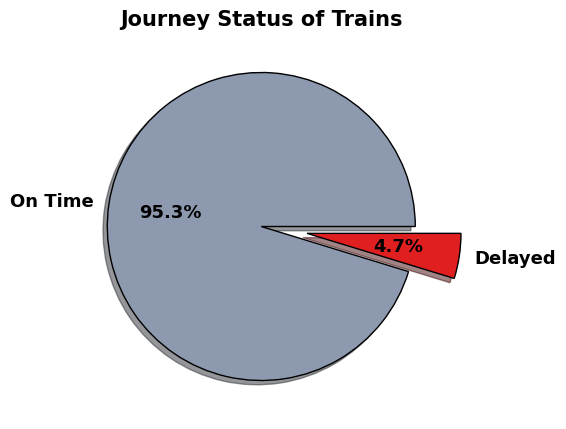 Journey Status of Trains
On Time
95.3%
4.7%
Delayed